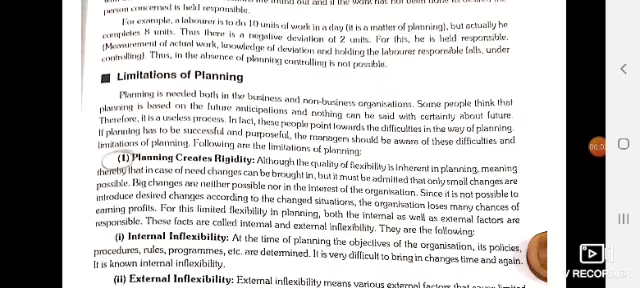 person concerned is held responsible.
For example, a labourer is to do 10 units of work in a day (it is a matter of planning), but actually he
completes 8 units. Thus there is a negative deviation of 2 units. For this, he is held responsible.
(Measurement of actual work, knowledge of deviation and holding the labourer responsible falls, under
controlling). Thus, in the absence of planning controlling is not possible.
Limitations of Planning
Planning is needed both in the business and non-business organisations. Some people think that
planning is based on the future anticipations and nothing can be said with certainty about future.
Therefore, it is a useless process. In fact, these people point towards the difficulties in the way of planning.
If planning has to be successful and purposeful, the managers should be aware of these difficulties and
limitations of planning. Following are the limitations of planning:
(1) Planning Creates Rigidity: Although the quality of flexibility is inherent in planning, meaning
thereby that in case of need changes can be brought in, but it must be admitted that only small changes are
possible. Big changes are neither possible nor in the interest of the organisation. Since it is not possible to
introduce desired changes according to the changed situations, the organisation loses many chances of
earning profits. For this limited flexibility in planning, both the internal as well as external factors are
responsible. These facts are called internal and external inflexibility. They are the following:
(i) Internal Inflexibility: At the time of planning the objectives of the organisation, its policies,
procedures, rules, programmes, etc. are determined. It is very difficult to bring in changes time and again.
It is known internal inflexibility.
(ii) External Inflexibility: External inflexibility means various external factors that
V RECORDER